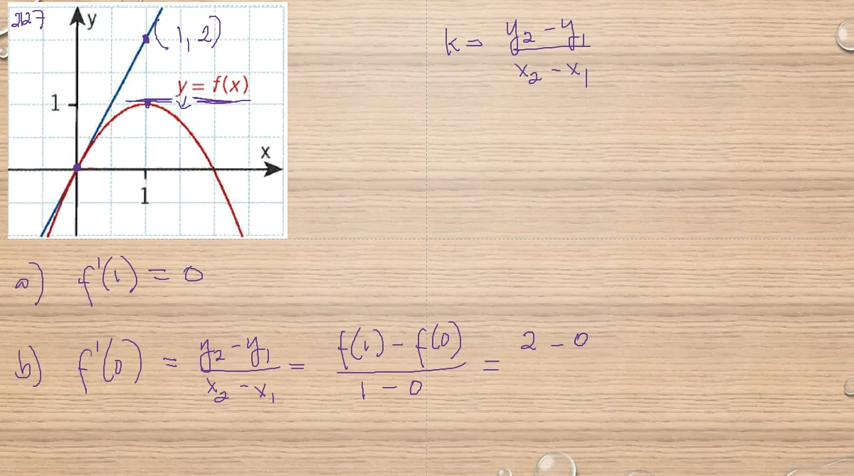 2127
y
(1, 2)
k = y₂ - y₁ / x₂ - x₁
y = f(x)
1
x
1
a) f'(1) = 0
b) f'(0) = y₂ - y₁ / x₂ - x₁ = f(1) - f(0) / 1 - 0 = 2 - 0